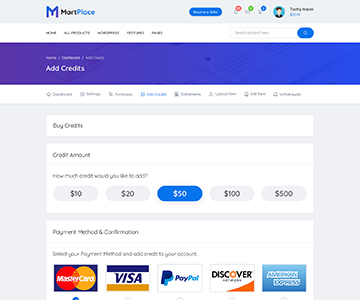 MartPlace
Become a Seller
$20.45
HOME ALL PRODUCTS WORDPRESS FEATURES PAGES
Search product here...
Home / Dashboard / Add Credits
Add Credits
Dashboard Settings Purchases Add Credits Statements Upload Item Edit Item Withdrawals
Buy Credits
Credit Amount
How much credit would you like to add?
$10 $20 $50 $100 $500
Payment Method & Confirmation
Select your Payment Method and add credit to your account.
MasterCard VISA PayPal DISCOVER NETWORK AMERICAN EXPRESS